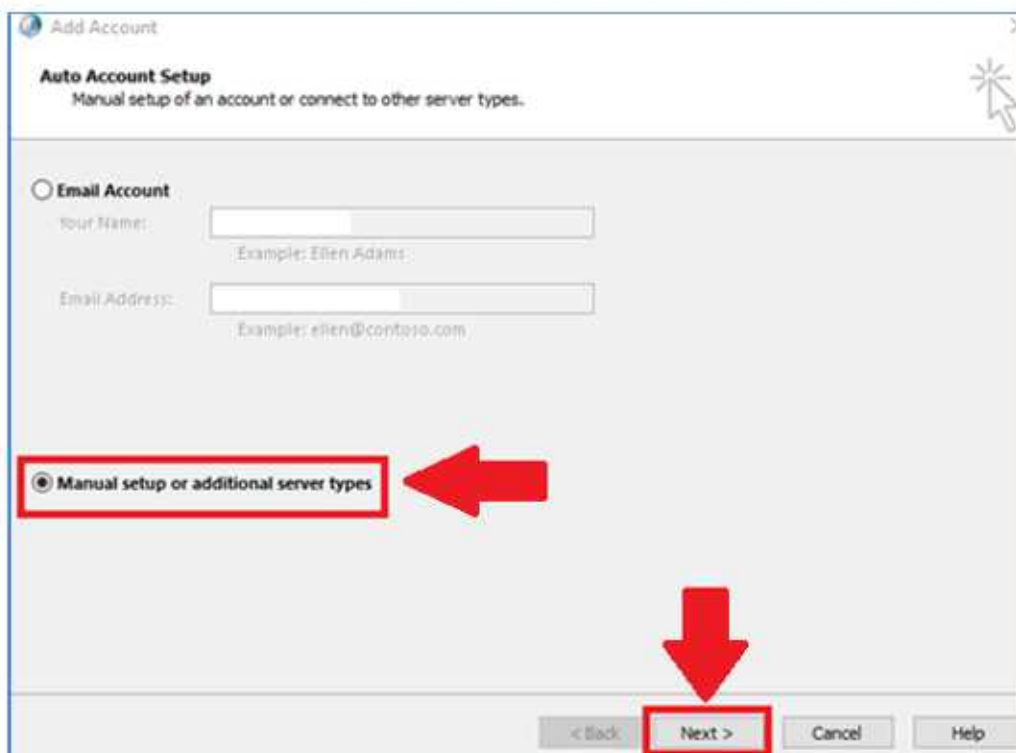 Add Account
Auto Account Setup
Manual setup of an account or connect to other server types.
Email Account
Your Name:
Example: Ellen Adams
Email Address:
Example: ellen@contoso.com
Manual setup or additional server types
< Back Next > Cancel Help